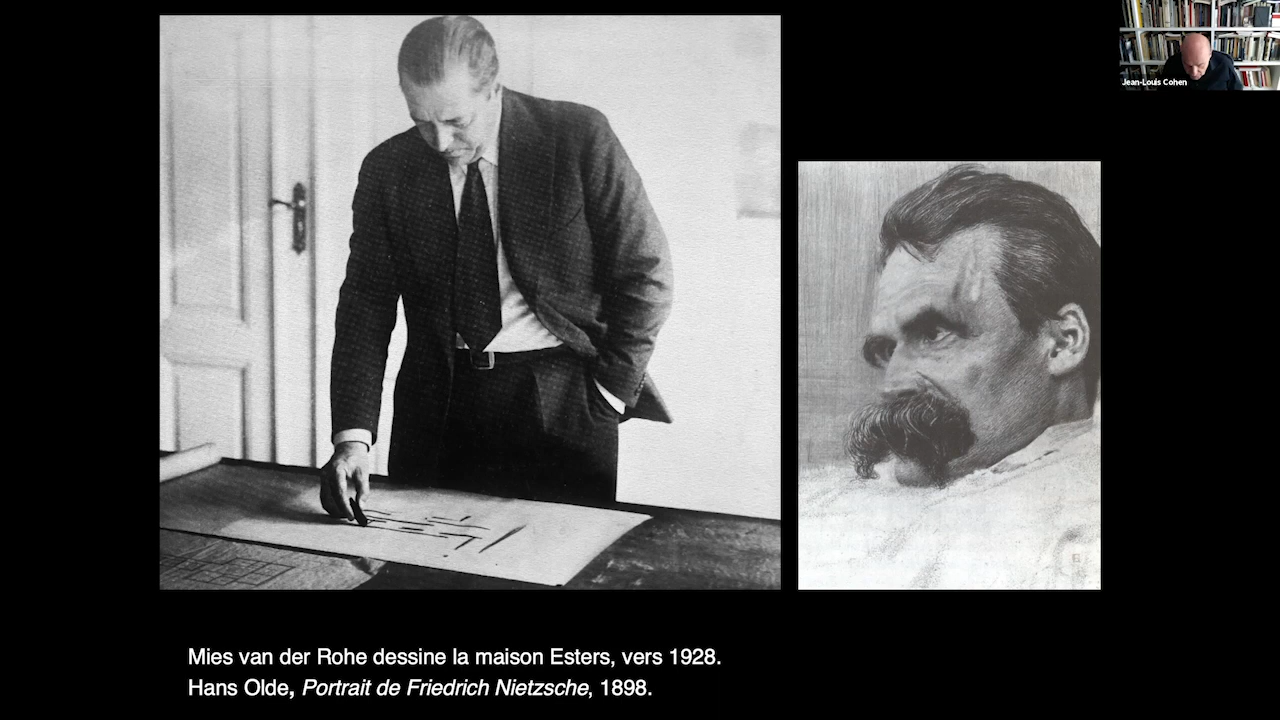 Jean-Louis Cohen
Mies van der Rohe dessine la maison Esters, vers 1928.
Hans Olde, Portrait de Friedrich Nietzsche, 1898.